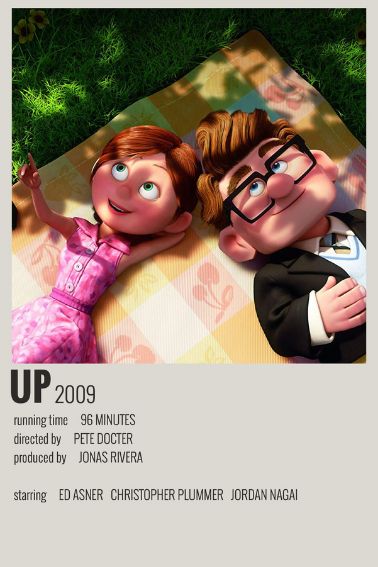 UP 2009
running time 96 MINUTES
directed by PETE DOCTER
produced by JONAS RIVERA
starring ED ASNER CHRISTOPHER PLUMMER JORDAN NAGAI